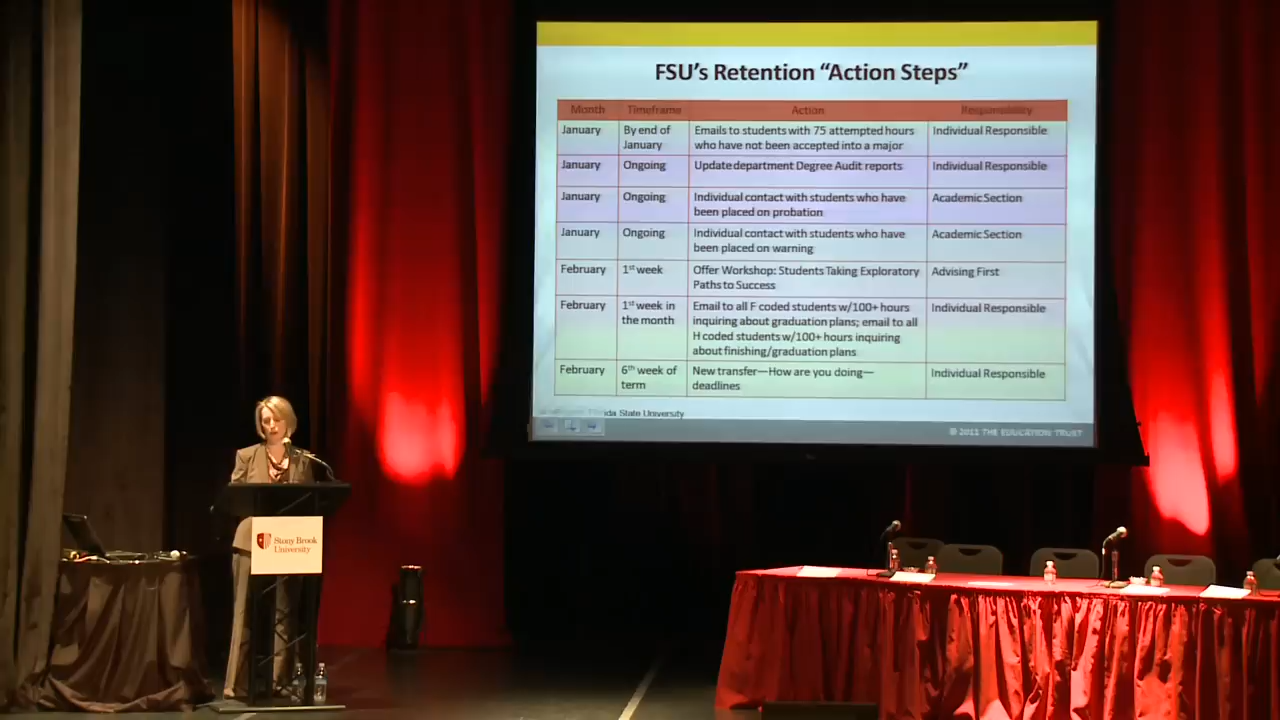 FSU's Retention "Action Steps"
Month Timeframe Action Responsibility
January By end of January Emails to students with 75 attempted hours who have not been accepted into a major Individual Responsible
January Ongoing Update department Degree Audit reports Individual Responsible
January Ongoing Individual contact with students who have been placed on probation Academic Section
January Ongoing Individual contact with students who have been placed on warning Academic Section
February 1st week Offer Workshop: Students Taking Exploratory Paths to Success Advising First
February 1st week in the month Email to all F coded students w/100+ hours inquiring about graduation plans; email to all H coded students w/100+ hours inquiring about finishing/graduation plans Individual Responsible
February 6th week of term New transfer—How are you doing—deadlines Individual Responsible
State University
© 2011 THE EDUCATION TRUST
Stony Brook
University